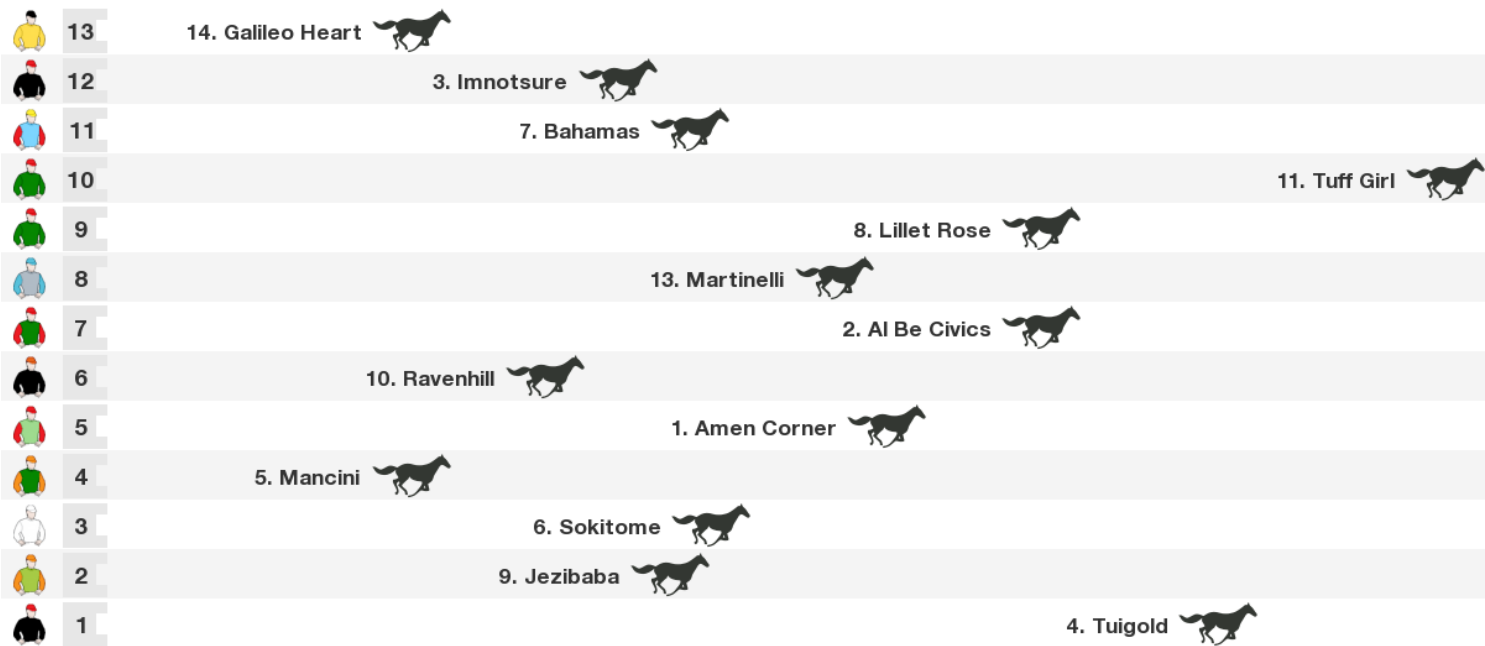 13 14. Galileo Heart
12 3. Imnotsure
11 7. Bahamas
10 11. Tuff Girl
9 8. Lillet Rose
8 13. Martinelli
7 2. Al Be Civics
6 10. Ravenhill
5 1. Amen Corner
4 5. Mancini
3 6. Sokitome
2 9. Jezibaba
1 4. Tuigold